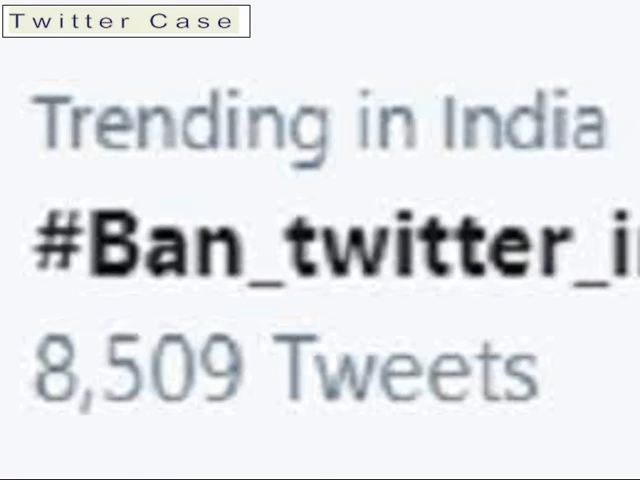 Twitter Case
Trending in India
#Ban_twitter_i
8,509 Tweets